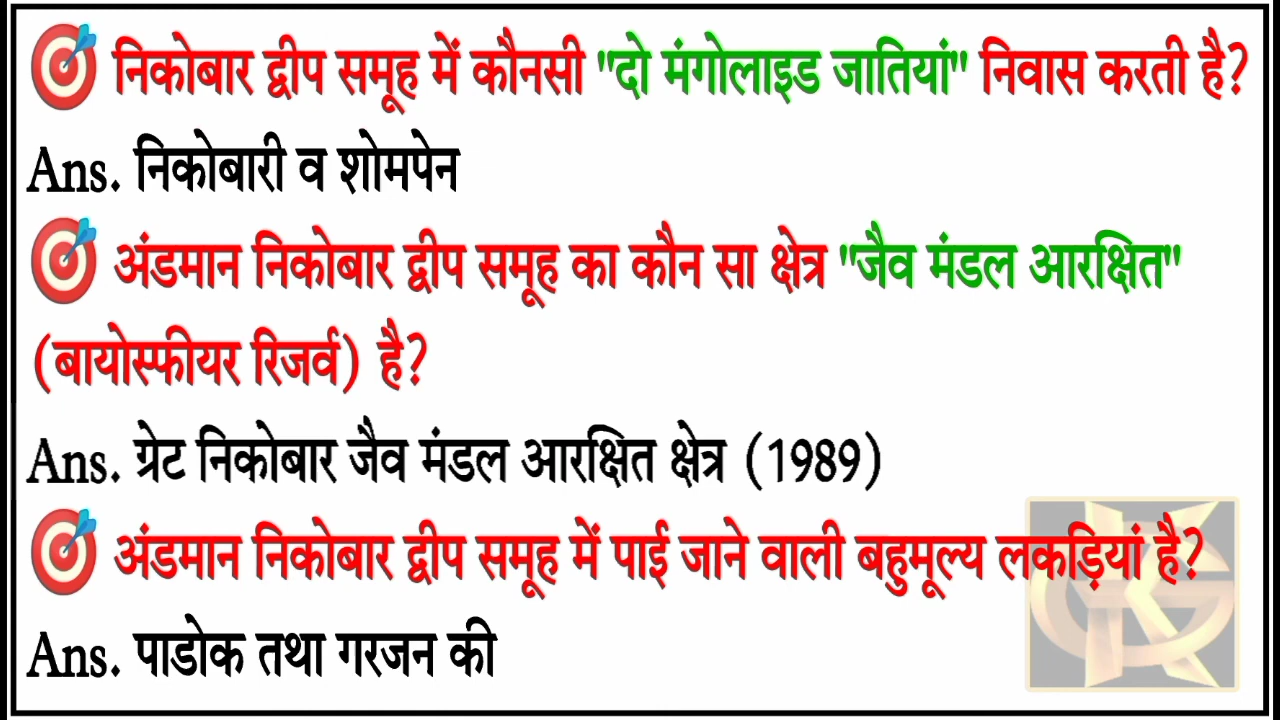 🎯 निकोबार द्वीप समूह में कौनसी "दो मंगोलाइड जातियां" निवास करती है?
Ans. निकोबारी व शोमपेन
🎯 अंडमान निकोबार द्वीप समूह का कौन सा क्षेत्र "जैव मंडल आरक्षित"
(बायोस्फीयर रिजर्व) है?
Ans. ग्रेट निकोबार जैव मंडल आरक्षित क्षेत्र (1989)
🎯 अंडमान निकोबार द्वीप समूह में पाई जाने वाली बहुमूल्य लकड़ियां है?
Ans. पाडोक तथा गरजन की